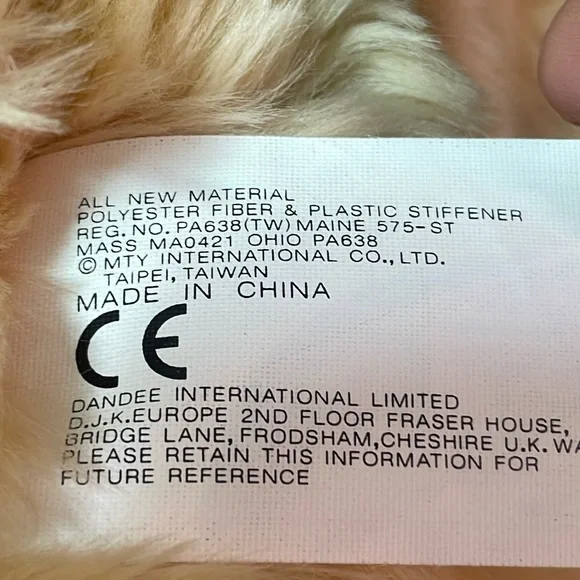 ALL NEW MATERIAL
POLYESTER FIBER & PLASTIC STIFFENER
REG. NO. PA638(TW) MAINE 575-ST
MASS MA0421 OHIO PA638
© MTY INTERNATIONAL CO., LTD.
TAIPEI, TAIWAN
MADE IN CHINA
CE
DANDEE INTERNATIONAL LIMITED
D.J.K.EUROPE 2ND FLOOR FRASER HOUSE,
BRIDGE LANE, FRODSHAM,CHESHIRE U.K. WA
PLEASE RETAIN THIS INFORMATION FOR
FUTURE REFERENCE